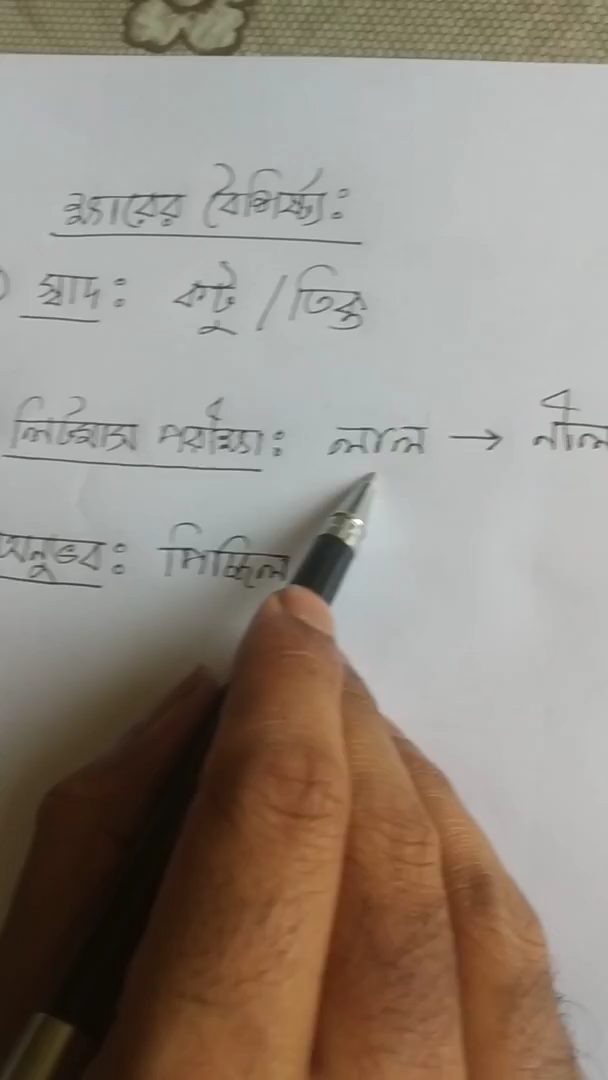 ক্ষারের বৈশিষ্ট্য:
স্বাদ: কটু / তিক্ত
লিটমাস পরীক্ষা: লাল → নীল
অনুভব: পিচ্ছিল